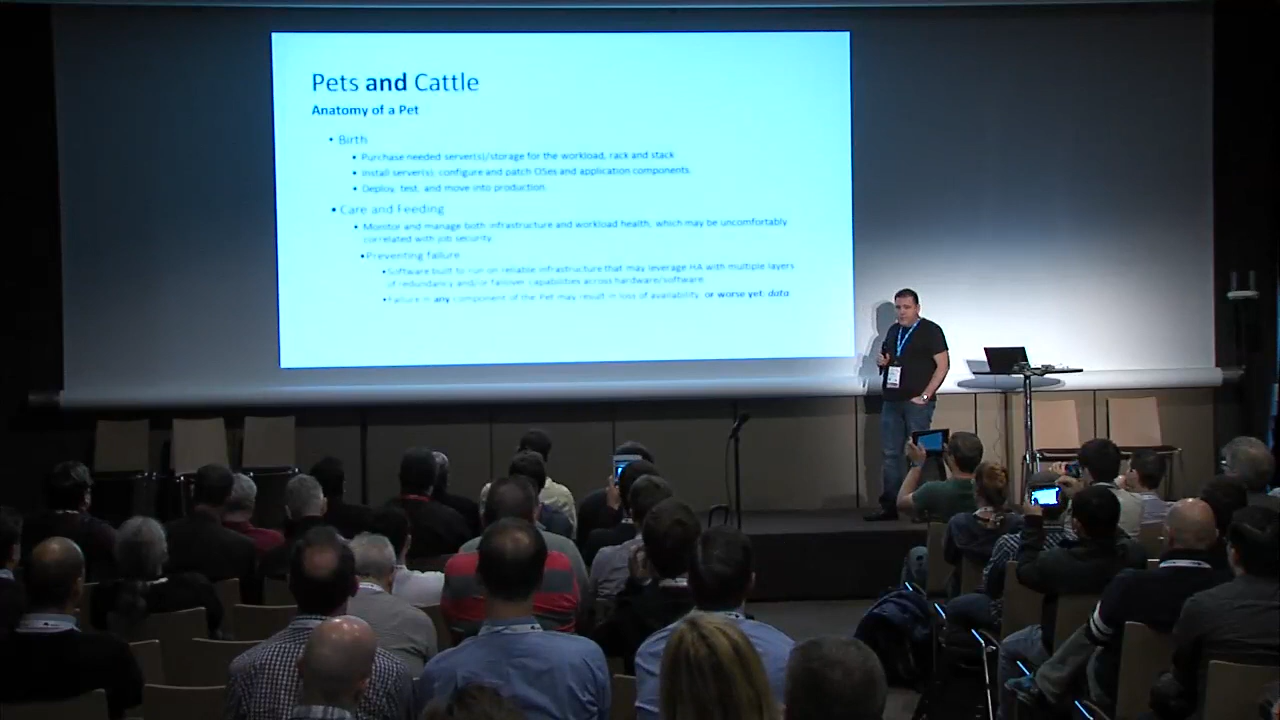 Pets and Cattle
Anatomy of a Pet
• Birth
• Purchase needed server(s)/storage for the workload, rack and stack
• Install server(s), configure and patch OSes and application components.
• Deploy, test, and move into production.
• Care and Feeding
• Monitor and manage both infrastructure and workload health, which may be uncomfortably
correlated with job security.
• Preventing failure
• Software built to run on reliable infrastructure that may leverage HA with multiple layers
of redundancy and/or failover capabilities across hardware/software.
• Failure in any component of the Pet may result in loss of availability, or worse yet: data